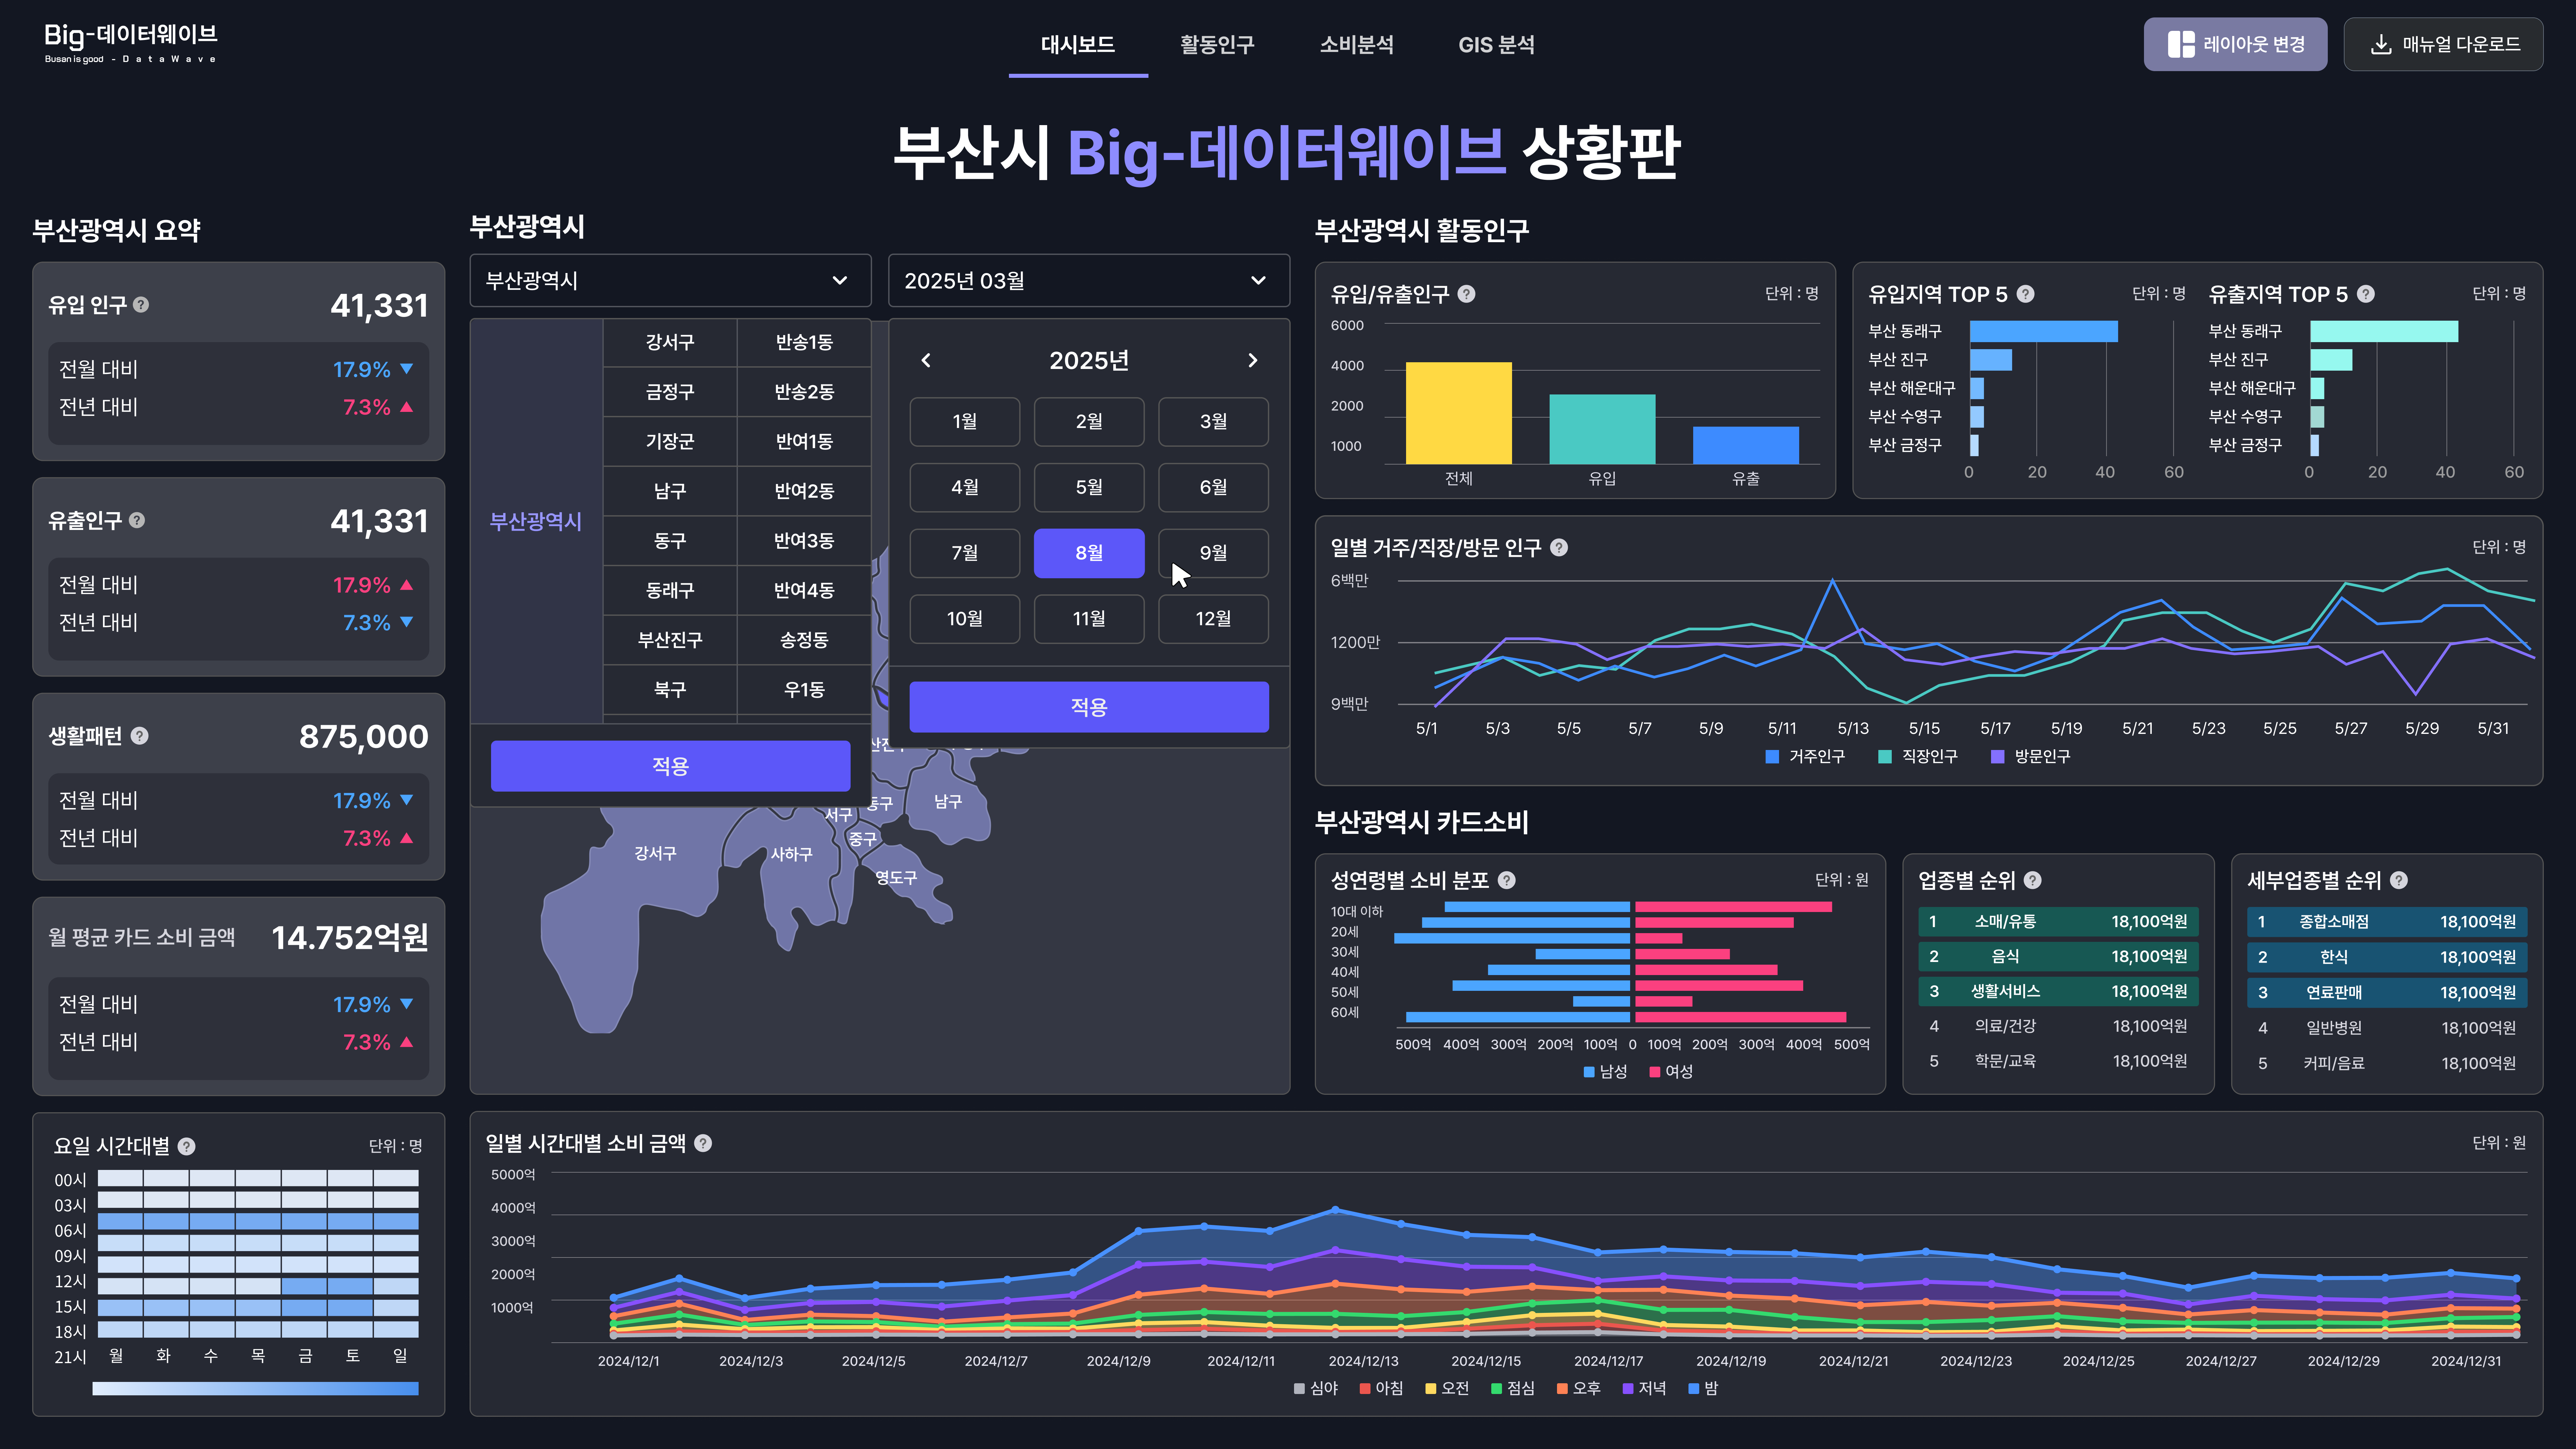 Big-데이터웨이브
Busan is good - D a t a W a v e
대시보드
활동인구
소비분석
GIS 분석
레이아웃 변경
매뉴얼 다운로드
부산시 Big-데이터웨이브 상황판
부산광역시 요약
유입 인구 ?
41,331
전월 대비 17.9% ▼
전년 대비 7.3% ▲
유출인구 ?
41,331
전월 대비 17.9% ▲
전년 대비 7.3% ▼
생활패턴 ?
875,000
전월 대비 17.9% ▼
전년 대비 7.3% ▲
월 평균 카드 소비 금액
14.752억원
전월 대비 17.9% ▼
전년 대비 7.3% ▲
요일 시간대별 ?
단위 : 명
00시
03시
06시
09시
12시
15시
18시
21시
월 화 수 목 금 토 일
부산광역시
부산광역시
2025년 03월
부산광역시
강서구 반송1동
금정구 반송2동
기장군 반여1동
남구 반여2동
동구 반여3동
동래구 반여4동
부산진구 송정동
북구 우1동
적용
2025년
1월 2월 3월
4월 5월 6월
7월 8월 9월
10월 11월 12월
적용
서구
동구
남구
중구
강서구
사하구
영도구
부산광역시 활동인구
유입/유출인구 ?
단위 : 명
6000
4000
2000
1000
전체 유입 유출
유입지역 TOP 5 ?
단위 : 명
부산 동래구
부산 진구
부산 해운대구
부산 수영구
부산 금정구
0 20 40 60
유출지역 TOP 5 ?
단위 : 명
부산 동래구
부산 진구
부산 해운대구
부산 수영구
부산 금정구
0 20 40 60
일별 거주/직장/방문 인구 ?
단위 : 명
6백만
1200만
9백만
5/1 5/3 5/5 5/7 5/9 5/11 5/13 5/15 5/17 5/19 5/21 5/23 5/25 5/27 5/29 5/31
거주인구 직장인구 방문인구
부산광역시 카드소비
성연령별 소비 분포 ?
단위 : 원
10대 이하
20세
30세
40세
50세
60세
500억 400억 300억 200억 100억 0 100억 200억 300억 400억 500억
남성 여성
업종별 순위 ?
1 소매/유통 18,100억원
2 음식 18,100억원
3 생활서비스 18,100억원
4 의료/건강 18,100억원
5 학문/교육 18,100억원
세부업종별 순위 ?
1 종합소매점 18,100억원
2 한식 18,100억원
3 연료판매 18,100억원
4 일반병원 18,100억원
5 커피/음료 18,100억원
일별 시간대별 소비 금액 ?
단위 : 원
5000억
4000억
3000억
2000억
1000억
2024/12/1 2024/12/3 2024/12/5 2024/12/7 2024/12/9 2024/12/11 2024/12/13 2024/12/15 2024/12/17 2024/12/19 2024/12/21 2024/12/23 2024/12/25 2024/12/27 2024/12/29 2024/12/31
심야 아침 오전 점심 오후 저녁 밤